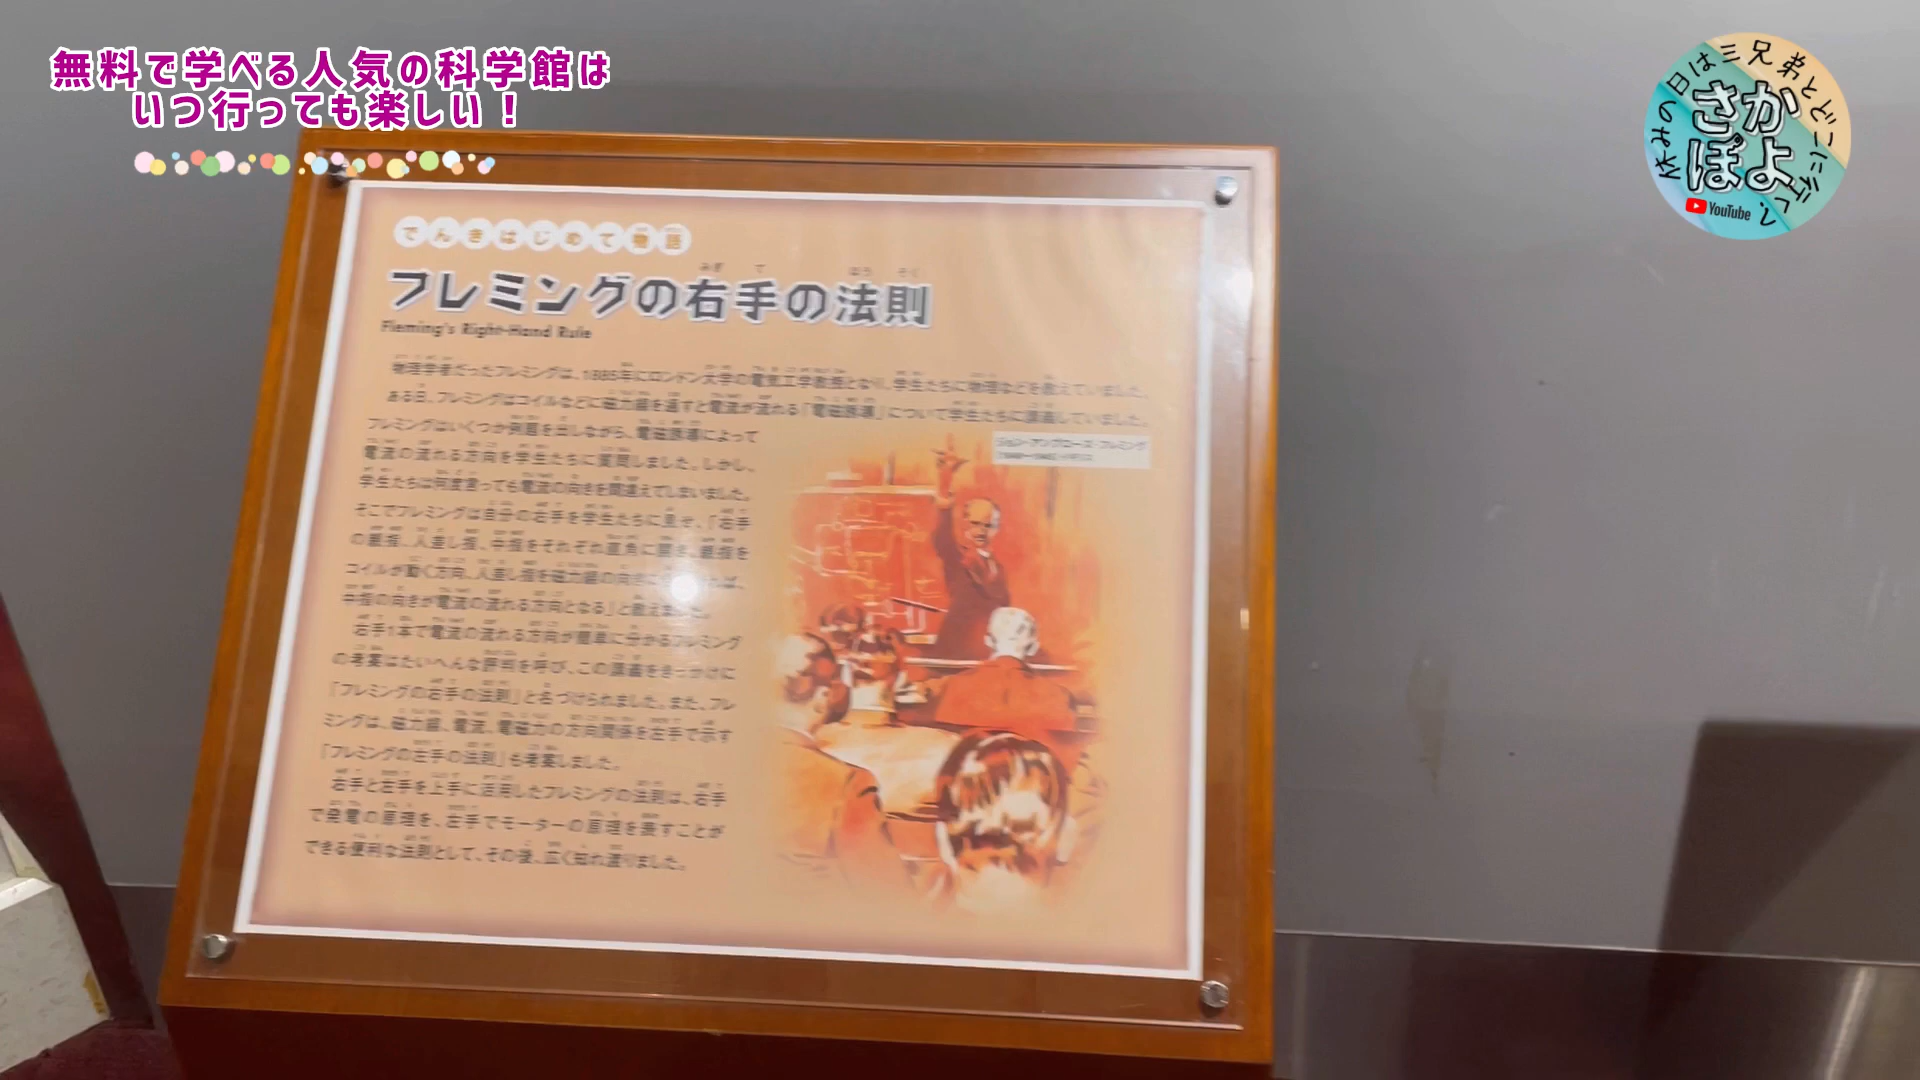 無料で学べる人気の科学館は
いつ行っても楽しい！
休みの日は三兄弟とどこに行く？
さか
ぽよ
YouTube
でんきはじめて物語
フレミングの右手の法則
Fleming's Right-Hand Rule
物理学者だったフレミングは、1885年にロンドン大学の電気工学教授となり、学生たちに物理などを教えていました。
ある日、フレミングはコイルなどに磁力線を通すと電流が流れる「電磁誘導」について学生たちに講義していました。
フレミングはいくつか例題を出しながら、電磁誘導によって
電流の流れる方向を学生たちに質問しました。しかし、
学生たちは何度言っても電流の向きを間違えてしまいました。
そこでフレミングは自分の右手を学生たちに見せ、「右手
の親指、人差し指、中指をそれぞれ直角に開き、親指を
コイルが動く方向、人差し指を磁力線の向きに
中指の向きが電流の流れる方向となる」と教えました。
右手1本で電流の流れる方向が簡単に分かるフレミング
の考案はたいへんな評判を呼び、この講義をきっかけに
「フレミングの右手の法則」と名づけられました。また、フレ
ミングは、磁力線、電流、電磁力の方向関係を左手で示す
「フレミングの左手の法則」も考案しました。
右手と左手を上手に活用したフレミングの法則は、右手
で発電の原理を、左手でモーターの原理を表すことが
できる便利な法則として、その後、広く知れ渡りました。
ジョン・アンブローズ・フレミング